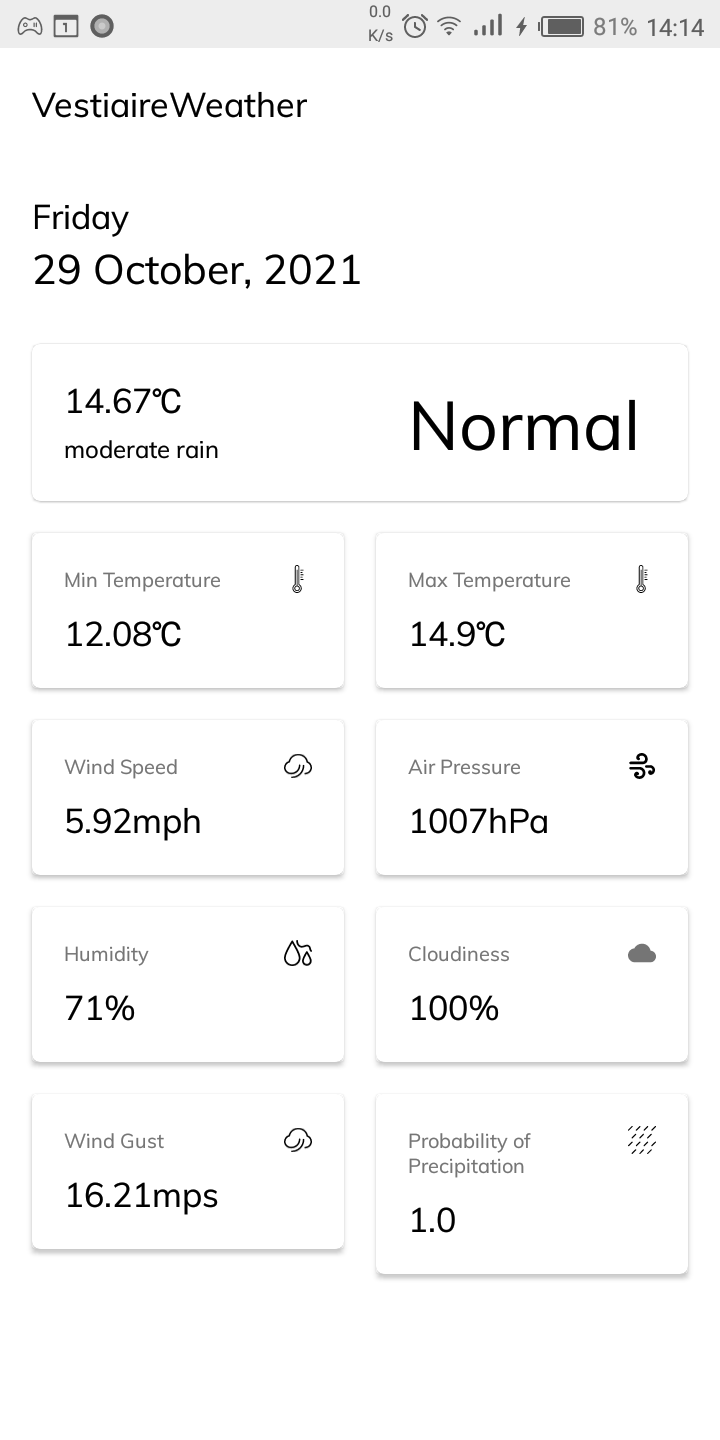 0.0
K/s
1
81% 14:14
VestiaireWeather
Friday
29 October, 2021
14.67℃
moderate rain
Normal
Min Temperature
12.08℃
Max Temperature
14.9℃
Wind Speed
5.92mph
Air Pressure
1007hPa
Humidity
71%
Cloudiness
100%
Wind Gust
16.21mps
Probability of
Precipitation
1.0